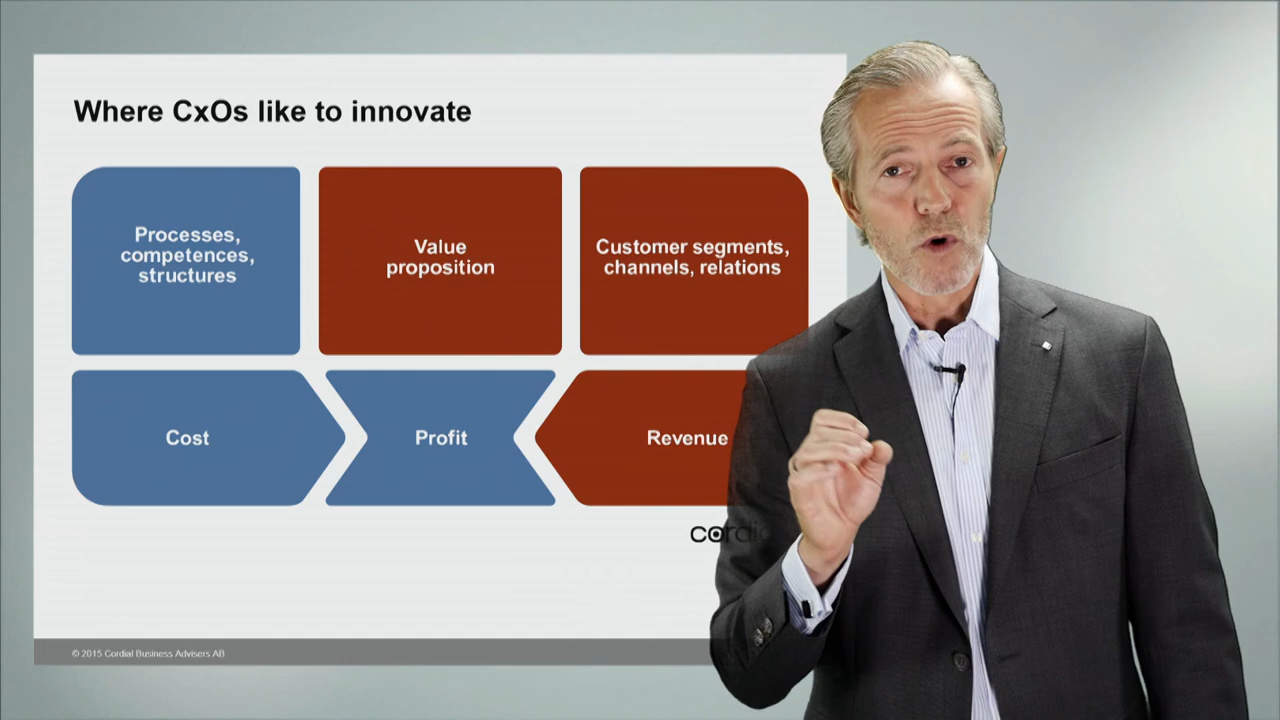 Where CxOs like to innovate
Processes,
competences,
structures
Value
proposition
Customer segments,
channels, relations
Cost
Profit
Revenue
cordial
© 2015 Cordial Business Advisers AB